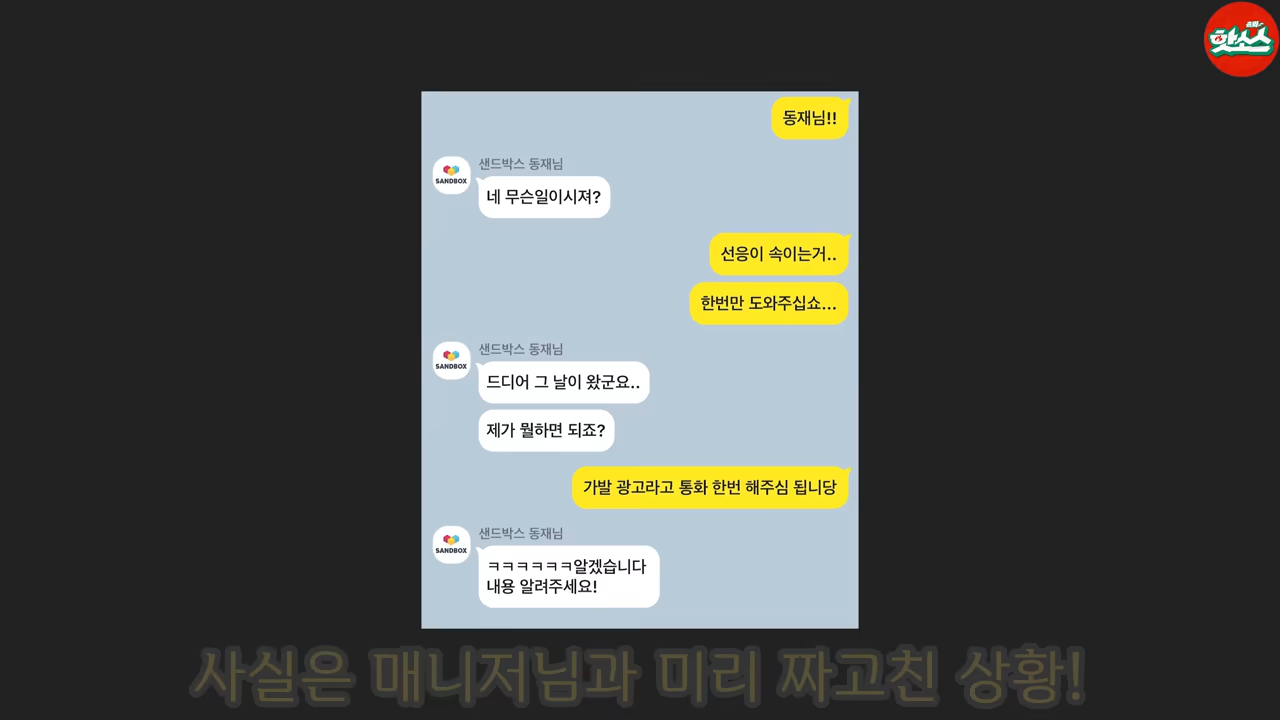 핫소스
동재님!!
샌드박스 동재님
SANDBOX
네 무슨일이시져?
선응이 속이는거..
한번만 도와주십쇼...
샌드박스 동재님
SANDBOX
드디어 그 날이 왔군요..
제가 뭘하면 되죠?
가발 광고라고 통화 한번 해주심 됩니당
샌드박스 동재님
SANDBOX
ㅋㅋㅋㅋㅋㅋ알겠습니다
내용 알려주세요!
사실은 매니저님과 미리 짜고친 상황!